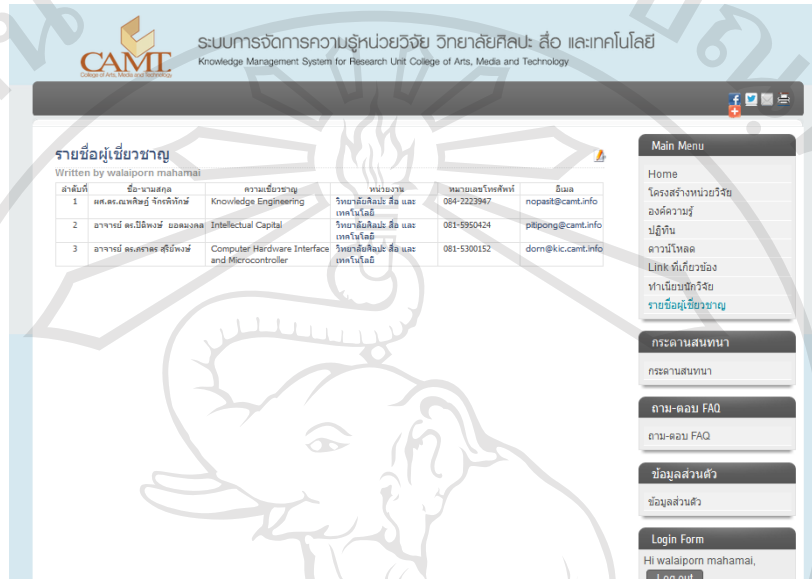 CAMT
College of Arts, Media and Technology
ระบบการจัดการความรู้หน่วยวิจัย วิทยาลัยศิลปะ สื่อ และเทคโนโลยี
Knowledge Management System for Research Unit College of Arts, Media and Technology
รายชื่อผู้เชี่ยวชาญ
Written by walaiporn mahamai
ลำดับที่ ชื่อ-นามสกุล ความเชี่ยวชาญ หน่วยงาน หมายเลขโทรศัพท์ อีเมล
1 ผศ.ดร.ณพศิษฏ์ จักรพิทักษ์ Knowledge Engineering วิทยาลัยศิลปะ สื่อ และ 084-2223947 nopasit@camt.info
เทคโนโลยี
2 อาจารย์ ดร.ปิติพงษ์ ยอดมงคล Intellectual Capital วิทยาลัยศิลปะ สื่อ และ 081-5950424 pitipong@camt.info
เทคโนโลยี
3 อาจารย์ ดร.ภราดร สุรีย์พงษ์ Computer Hardware Interface วิทยาลัยศิลปะ สื่อ และ 081-5300152 dorn@kic.camt.info
and Microcontroller เทคโนโลยี
Main Menu
Home
โครงสร้างหน่วยวิจัย
องค์ความรู้
ปฏิทิน
ดาวน์โหลด
Link ที่เกี่ยวข้อง
ทำเนียบนักวิจัย
รายชื่อผู้เชี่ยวชาญ
กระดานสนทนา
กระดานสนทนา
ถาม-ตอบ FAQ
ถาม-ตอบ FAQ
ข้อมูลส่วนตัว
ข้อมูลส่วนตัว
Login Form
Hi walaiporn mahamai,
Log out